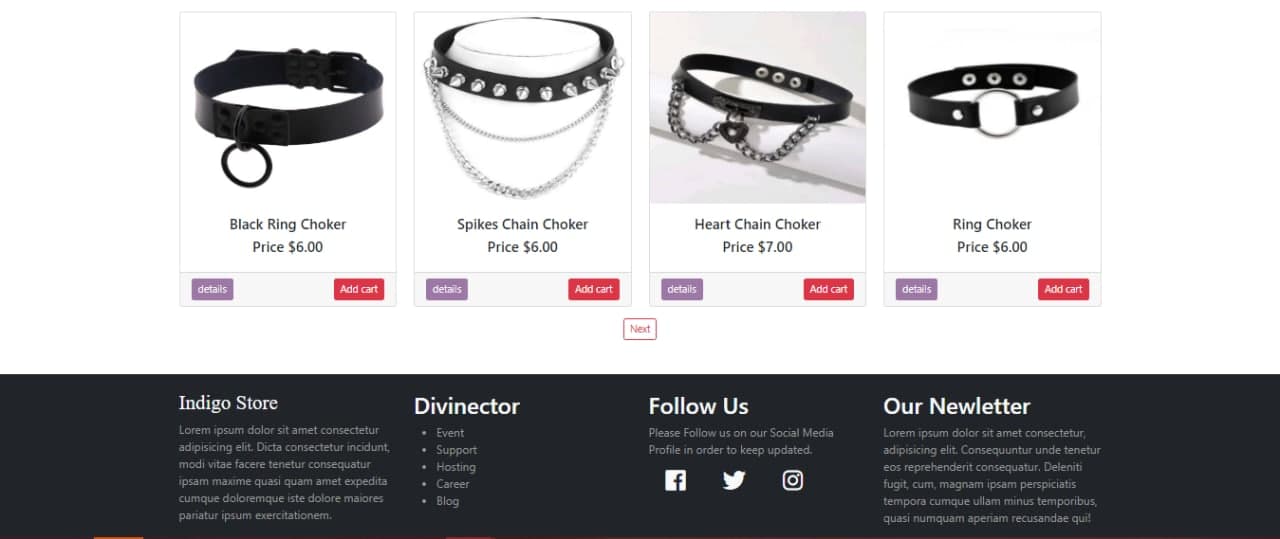 Black Ring Choker
Price $6.00
details
Add cart
Spikes Chain Choker
Price $6.00
details
Add cart
Heart Chain Choker
Price $7.00
details
Add cart
Ring Choker
Price $6.00
details
Add cart
Next
Indigo Store
Lorem ipsum dolor sit amet consectetur
adipisicing elit. Dicta consectetur incidunt,
modi vitae facere tenetur consequatur
ipsam maxime quasi quam amet expedita
cumque doloremque iste dolore maiores
pariatur ipsum exercitationem.
Divinector
Event
Support
Hosting
Career
Blog
Follow Us
Please Follow us on our Social Media
Profile in order to keep updated.
Our Newletter
Lorem ipsum dolor sit amet consectetur,
adipisicing elit. Consequuntur unde tenetur
eos reprehenderit consequatur. Deleniti
fugit, cum, magnam ipsam perspiciatis
tempora cumque ullam minus temporibus,
quasi numquam aperiam recusandae qui!